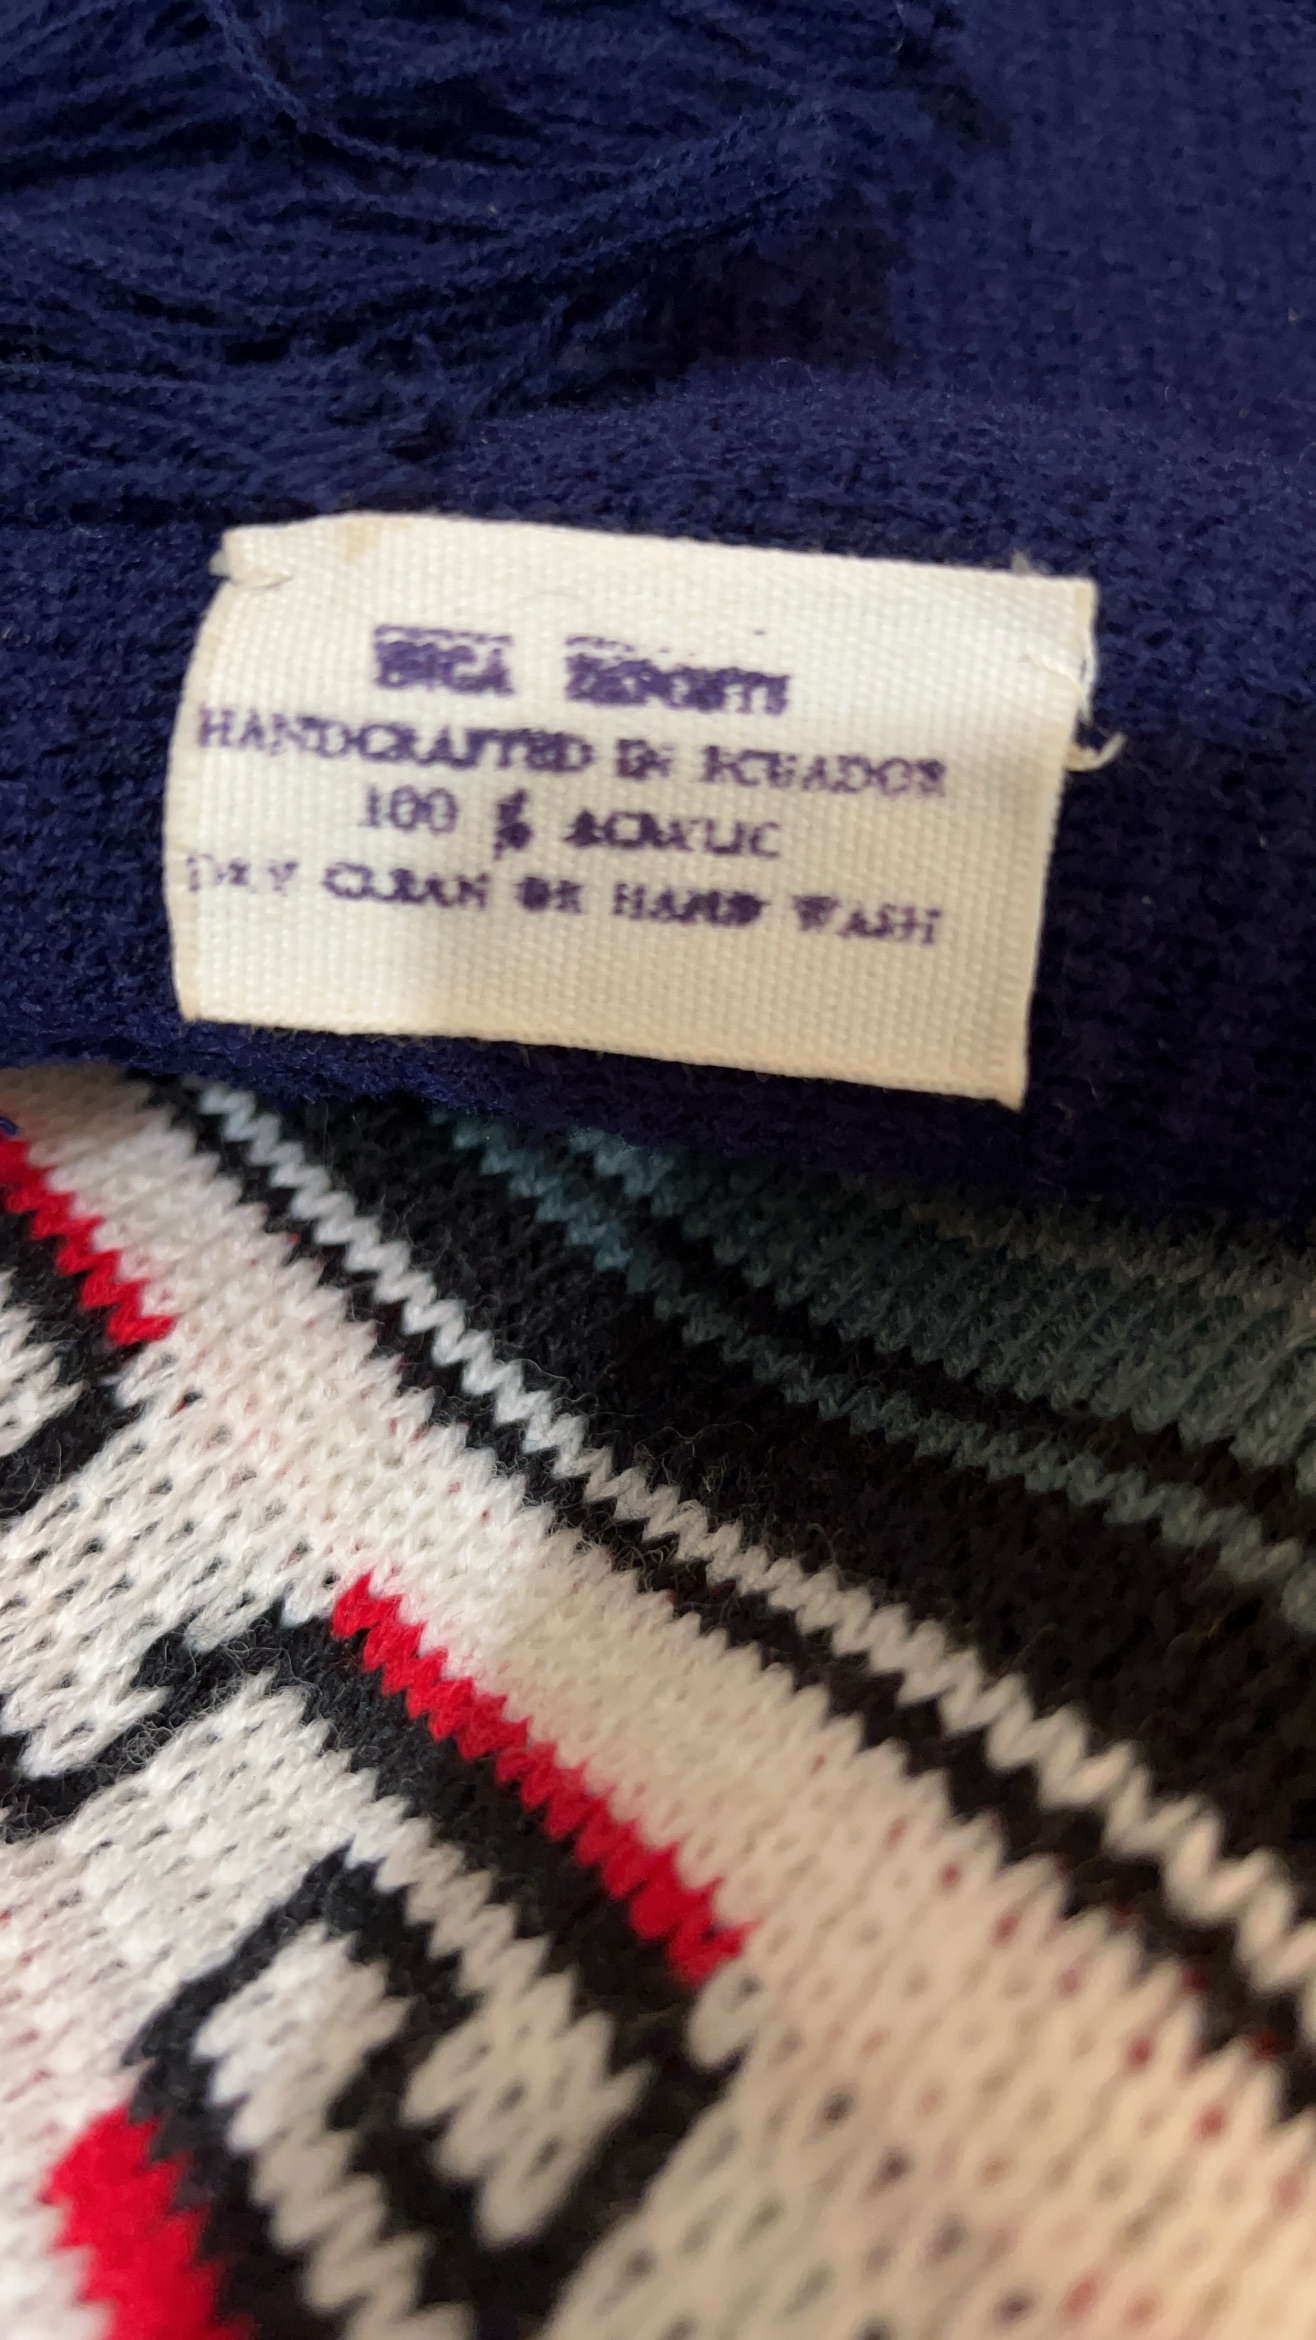 HANDCRAFTED IN ECUADOR
100 % ACRYLIC
DRY CLEAN OR HAND WASH